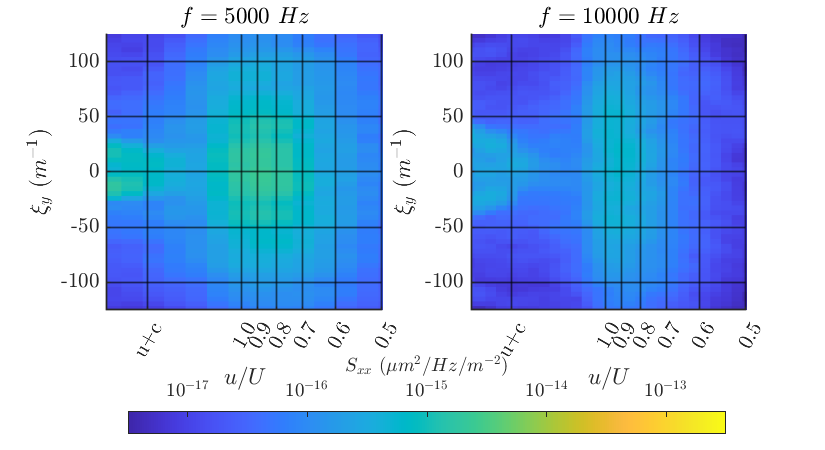 f = 5000 Hz
f = 10000 Hz
100
50
0
-50
-100
ξy (m⁻¹)
100
50
0
-50
-100
ξy (m⁻¹)
u+c 1.0 0.9 0.8 0.7 0.6 0.5
u+c 1.0 0.9 0.8 0.7 0.6 0.5
u/U
Sxx (μm²/Hz/m⁻²)
u/U
10⁻¹⁷ 10⁻¹⁶ 10⁻¹⁵ 10⁻¹⁴ 10⁻¹³